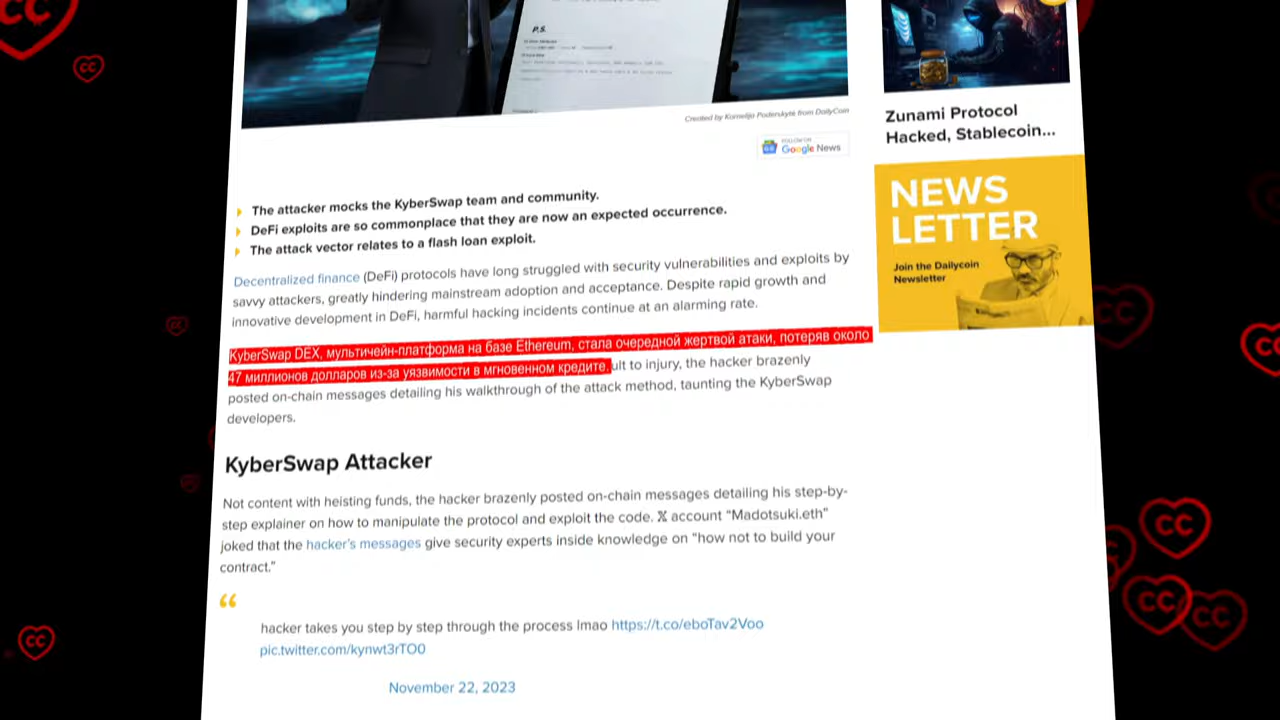 P.S.
Created by Kornelija Poderskytė from DailyCoin
FOLLOW ON
Google News
The attacker mocks the KyberSwap team and community.
DeFi exploits are so commonplace that they are now an expected occurrence.
The attack vector relates to a flash loan exploit.
Decentralized finance (DeFi) protocols have long struggled with security vulnerabilities and exploits by
savvy attackers, greatly hindering mainstream adoption and acceptance. Despite rapid growth and
innovative development in DeFi, harmful hacking incidents continue at an alarming rate.
KyberSwap DEX, мультичейн-платформа на базе Ethereum, стала очередной жертвой атаки, потеряв около
47 миллионов долларов из-за уязвимости в мгновенном кредите. ult to injury, the hacker brazenly
posted on-chain messages detailing his walkthrough of the attack method, taunting the KyberSwap
developers.
KyberSwap Attacker
Not content with heisting funds, the hacker brazenly posted on-chain messages detailing his step-by-
step explainer on how to manipulate the protocol and exploit the code. 𝕏 account “Madotsuki.eth”
joked that the hacker's messages give security experts inside knowledge on “how not to build your
contract.”
“
hacker takes you step by step through the process lmao https://t.co/eboTav2Voo
pic.twitter.com/kynwt3rTO0
November 22, 2023
Zunami Protocol
Hacked, Stablecoin...
NEWS
LETTER
Join the Dailycoin
Newsletter
CC
CC
CC
CC
CC
CC
CC
CC
CC